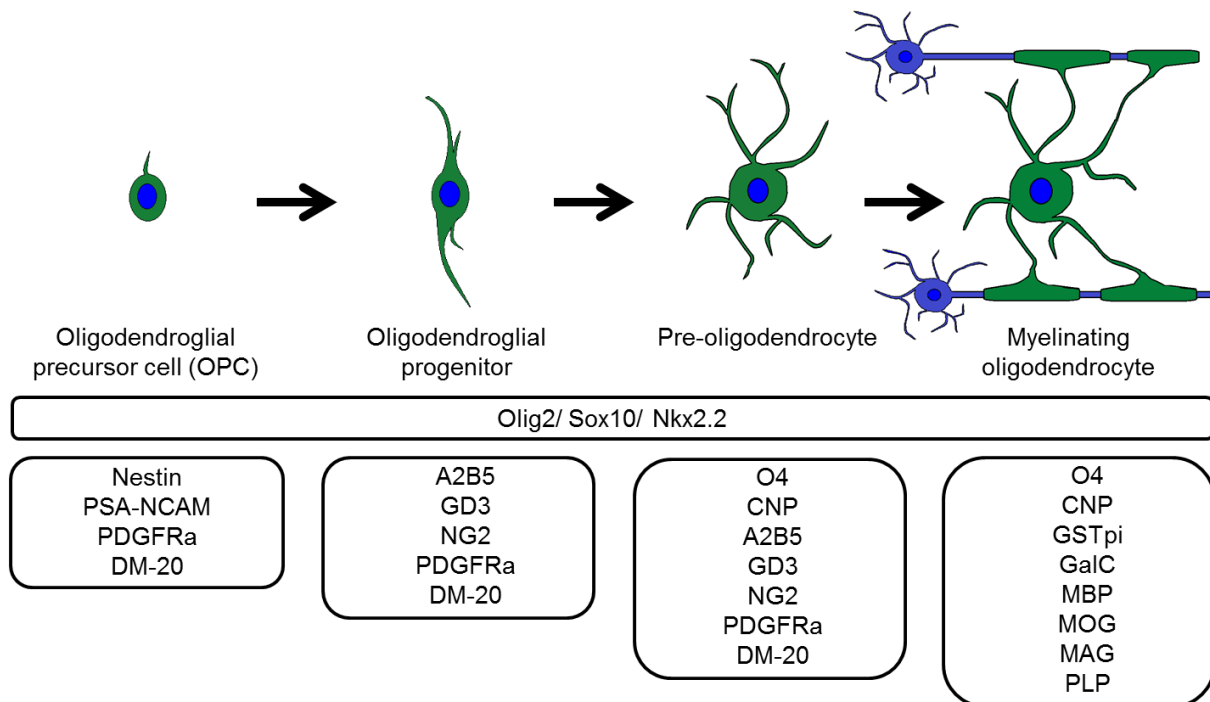 Oligodendroglial
precursor cell (OPC)
Oligodendroglial
progenitor
Pre-oligodendrocyte
Myelinating
oligodendrocyte
Olig2/ Sox10/ Nkx2.2
Nestin
PSA-NCAM
PDGFRa
DM-20
A2B5
GD3
NG2
PDGFRa
DM-20
O4
CNP
A2B5
GD3
NG2
PDGFRa
DM-20
O4
CNP
GSTpi
GalC
MBP
MOG
MAG
PLP